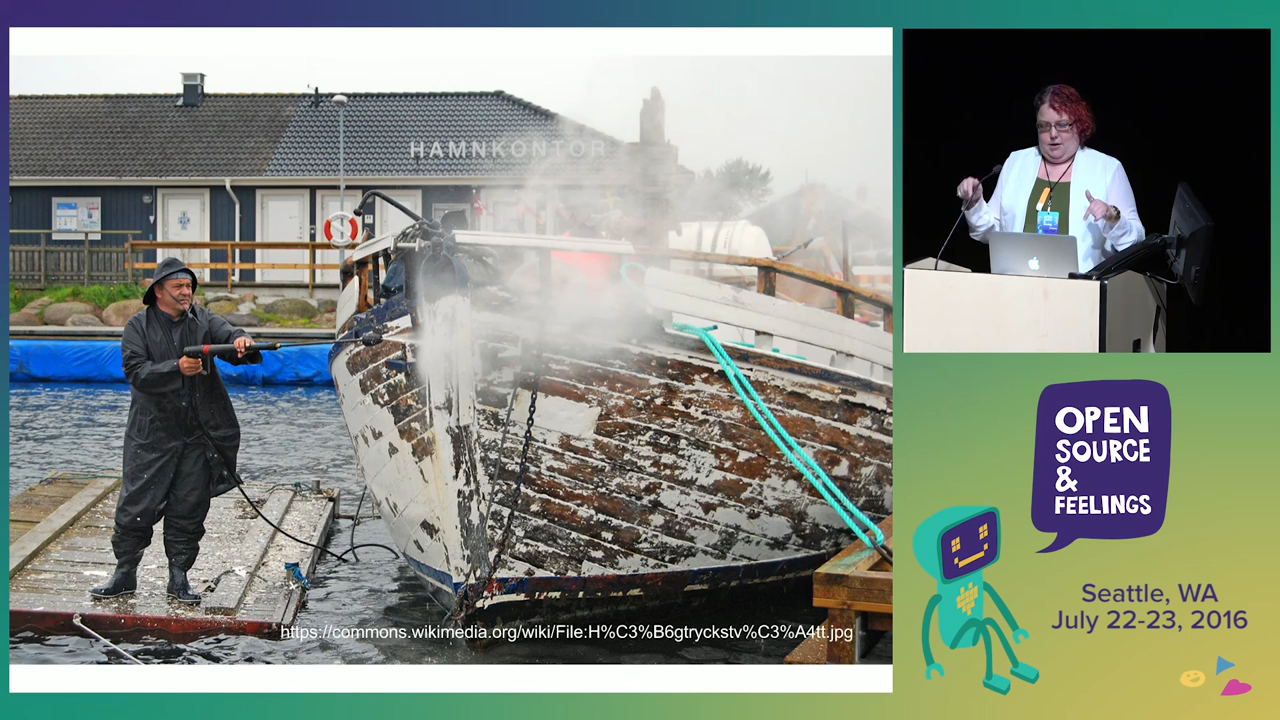 HAMNKONTOR
https://commons.wikimedia.org/wiki/File:H%C3%B6gtryckstv%C3%A4tt.jpg
OPEN
SOURCE
&
FEELINGS
Seattle, WA
July 22-23, 2016